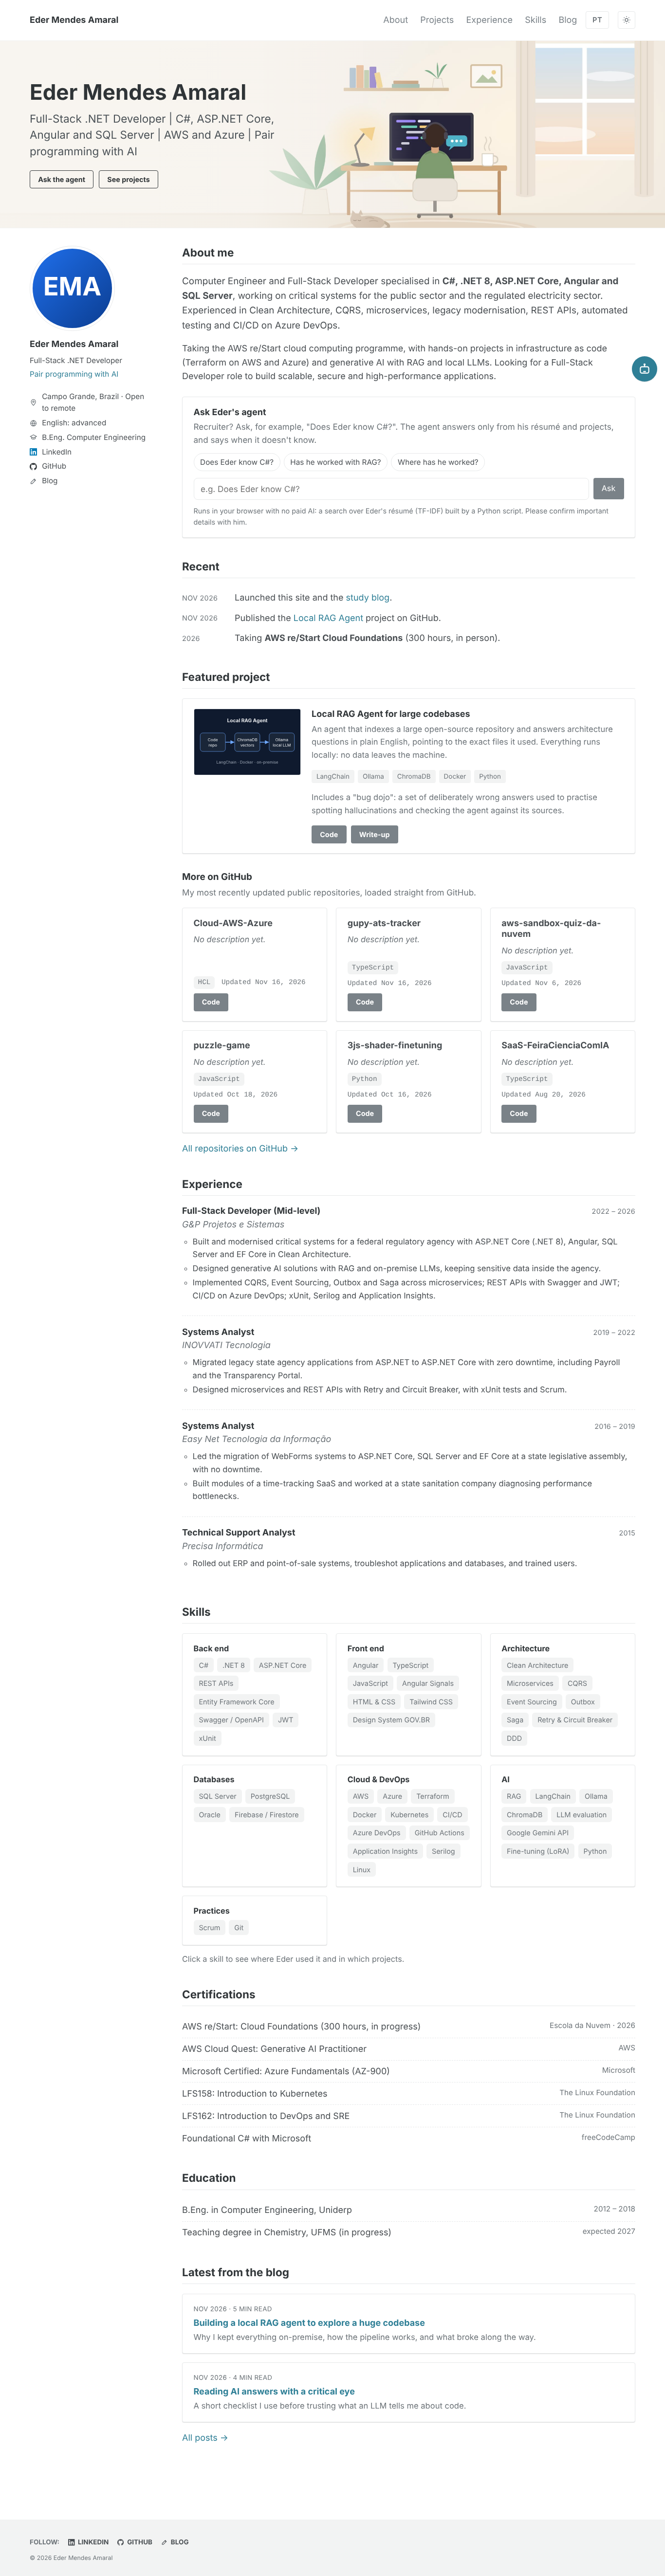 Eder Mendes Amaral
About Projects Experience Skills Blog PT
Eder Mendes Amaral
Full-Stack .NET Developer | C#, ASP.NET Core,
Angular and SQL Server | AWS and Azure | Pair
programming with AI
Ask the agent See projects
EMA
Eder Mendes Amaral
Full-Stack .NET Developer
Pair programming with AI
Campo Grande, Brazil · Open
to remote
English: advanced
B.Eng. Computer Engineering
LinkedIn
GitHub
Blog
About me
Computer Engineer and Full-Stack Developer specialised in C#, .NET 8, ASP.NET Core, Angular and
SQL Server, working on critical systems for the public sector and the regulated electricity sector.
Experienced in Clean Architecture, CQRS, microservices, legacy modernisation, REST APIs, automated
testing and CI/CD on Azure DevOps.
Taking the AWS re/Start cloud computing programme, with hands-on projects in infrastructure as code
(Terraform on AWS and Azure) and generative AI with RAG and local LLMs. Looking for a Full-Stack
Developer role to build scalable, secure and high-performance applications.
Ask Eder's agent
Recruiter? Ask, for example, "Does Eder know C#?". The agent answers only from his résumé and projects,
and says when it doesn't know.
Does Eder know C#? Has he worked with RAG? Where has he worked?
e.g. Does Eder know C#? Ask
Runs in your browser with no paid AI: a search over Eder's résumé (TF-IDF) built by a Python script. Please confirm important
details with him.
Recent
NOV 2026 Launched this site and the study blog.
NOV 2026 Published the Local RAG Agent project on GitHub.
2026 Taking AWS re/Start Cloud Foundations (300 hours, in person).
Featured project
Local RAG Agent
Code
repo
ChromaDB
vectors
Ollama
local LLM
LangChain · Docker · on-premise
Local RAG Agent for large codebases
An agent that indexes a large open-source repository and answers architecture
questions in plain English, pointing to the exact files it used. Everything runs
locally: no data leaves the machine.
LangChain Ollama ChromaDB Docker Python
Includes a "bug dojo": a set of deliberately wrong answers used to practise
spotting hallucinations and checking the agent against its sources.
Code Write-up
More on GitHub
My most recently updated public repositories, loaded straight from GitHub.
Cloud-AWS-Azure
No description yet.
HCL Updated Nov 16, 2026
Code
gupy-ats-tracker
No description yet.
TypeScript
Updated Nov 16, 2026
Code
aws-sandbox-quiz-da-
nuvem
No description yet.
JavaScript
Updated Nov 6, 2026
Code
puzzle-game
No description yet.
JavaScript
Updated Oct 18, 2026
Code
3js-shader-finetuning
No description yet.
Python
Updated Oct 16, 2026
Code
SaaS-FeiraCienciaComIA
No description yet.
TypeScript
Updated Aug 20, 2026
Code
All repositories on GitHub →
Experience
Full-Stack Developer (Mid-level) 2022 – 2026
G&P Projetos e Sistemas
Built and modernised critical systems for a federal regulatory agency with ASP.NET Core (.NET 8), Angular, SQL
Server and EF Core in Clean Architecture.
Designed generative AI solutions with RAG and on-premise LLMs, keeping sensitive data inside the agency.
Implemented CQRS, Event Sourcing, Outbox and Saga across microservices; REST APIs with Swagger and JWT;
CI/CD on Azure DevOps; xUnit, Serilog and Application Insights.
Systems Analyst 2019 – 2022
INOVVATI Tecnologia
Migrated legacy state agency applications from ASP.NET to ASP.NET Core with zero downtime, including Payroll
and the Transparency Portal.
Designed microservices and REST APIs with Retry and Circuit Breaker, with xUnit tests and Scrum.
Systems Analyst 2016 – 2019
Easy Net Tecnologia da Informação
Led the migration of WebForms systems to ASP.NET Core, SQL Server and EF Core at a state legislative assembly,
with no downtime.
Built modules of a time-tracking SaaS and worked at a state sanitation company diagnosing performance
bottlenecks.
Technical Support Analyst 2015
Precisa Informática
Rolled out ERP and point-of-sale systems, troubleshot applications and databases, and trained users.
Skills
Back end
C# .NET 8 ASP.NET Core
REST APIs
Entity Framework Core
Swagger / OpenAPI JWT
xUnit
Front end
Angular TypeScript
JavaScript Angular Signals
HTML & CSS Tailwind CSS
Design System GOV.BR
Architecture
Clean Architecture
Microservices CQRS
Event Sourcing Outbox
Saga Retry & Circuit Breaker
DDD
Databases
SQL Server PostgreSQL
Oracle Firebase / Firestore
Cloud & DevOps
AWS Azure Terraform
Docker Kubernetes CI/CD
Azure DevOps GitHub Actions
Application Insights Serilog
Linux
AI
RAG LangChain Ollama
ChromaDB LLM evaluation
Google Gemini API
Fine-tuning (LoRA) Python
Practices
Scrum Git
Click a skill to see where Eder used it and in which projects.
Certifications
AWS re/Start: Cloud Foundations (300 hours, in progress) Escola da Nuvem · 2026
AWS Cloud Quest: Generative AI Practitioner AWS
Microsoft Certified: Azure Fundamentals (AZ-900) Microsoft
LFS158: Introduction to Kubernetes The Linux Foundation
LFS162: Introduction to DevOps and SRE The Linux Foundation
Foundational C# with Microsoft freeCodeCamp
Education
B.Eng. in Computer Engineering, Uniderp 2012 – 2018
Teaching degree in Chemistry, UFMS (in progress) expected 2027
Latest from the blog
NOV 2026 · 5 MIN READ
Building a local RAG agent to explore a huge codebase
Why I kept everything on-premise, how the pipeline works, and what broke along the way.
NOV 2026 · 4 MIN READ
Reading AI answers with a critical eye
A short checklist I use before trusting what an LLM tells me about code.
All posts →
FOLLOW: LINKEDIN GITHUB BLOG
© 2026 Eder Mendes Amaral